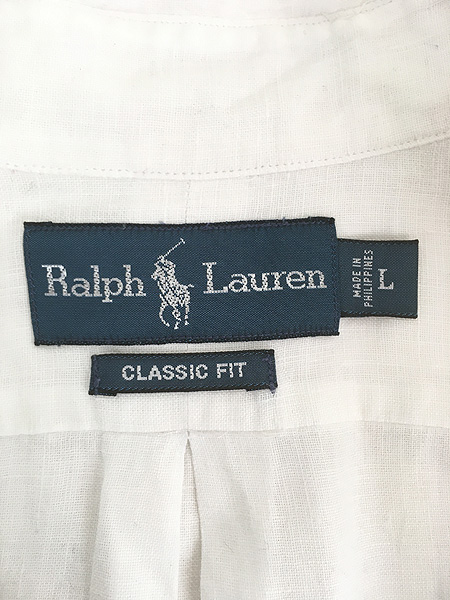 Ralph Lauren
MADE IN
PHILIPPINES
L
CLASSIC FIT